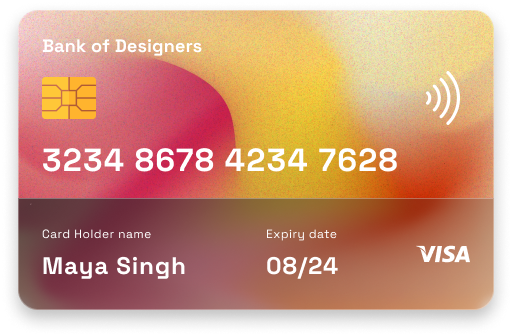 Bank of Designers
3234 8678 4234 7628
Card Holder name
Expiry date
Maya Singh
08/24
VISA